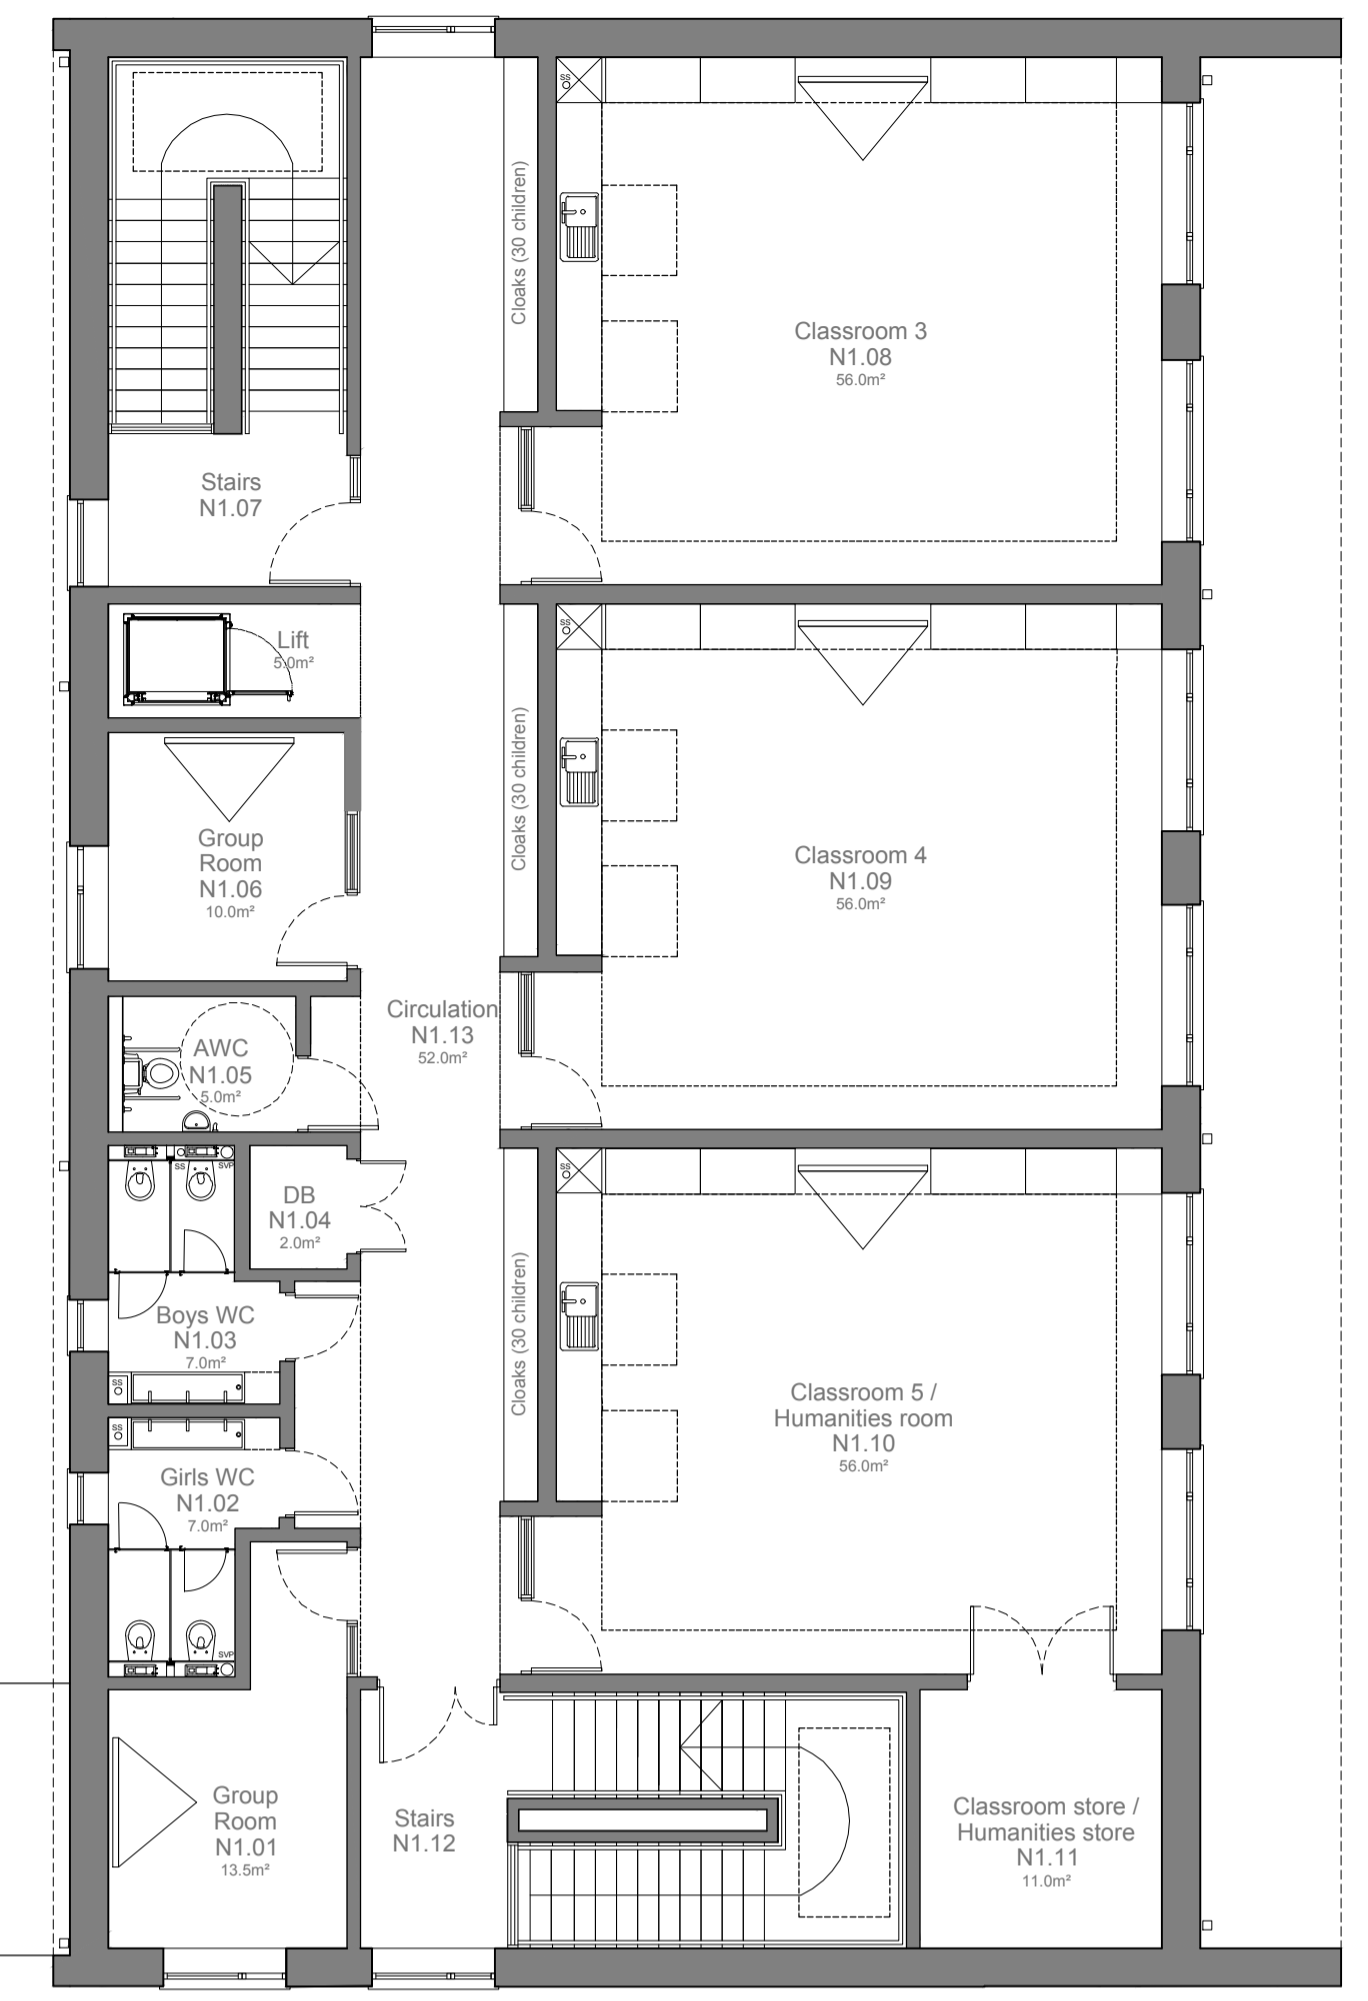 SS
Cloaks (30 children)
Classroom 3
N1.08
56.0m²
Stairs
N1.07
Lift
5.0m²
SS
Cloaks (30 children)
Group
Room
N1.06
10.0m²
Classroom 4
N1.09
56.0m²
Circulation
N1.13
52.0m²
AWC
N1.05
5.0m²
SS
SVP
SS
DB
N1.04
2.0m²
Cloaks (30 children)
Boys WC
N1.03
7.0m²
SS
SS
Classroom 5 /
Humanities room
N1.10
56.0m²
Girls WC
N1.02
7.0m²
SVP
Group
Room
N1.01
13.5m²
Stairs
N1.12
Classroom store /
Humanities store
N1.11
11.0m²